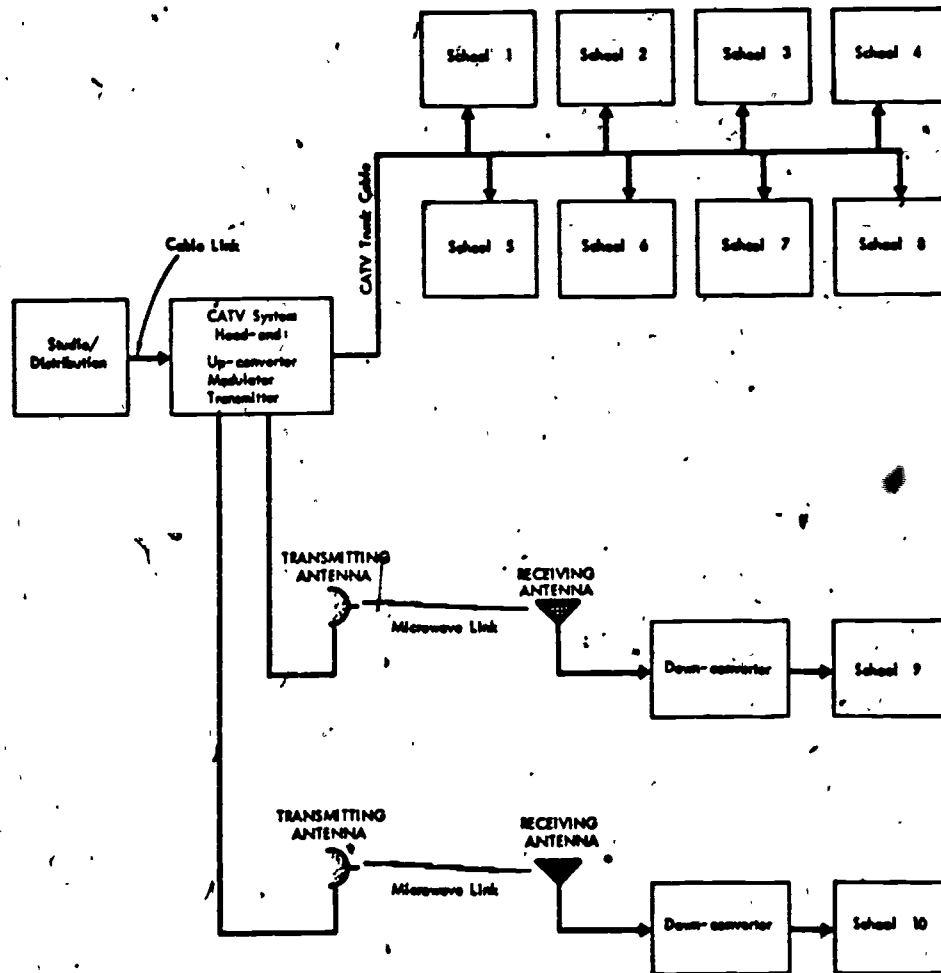 School 1
School 2
School 3
School 4
CATV Trunk Cable
School 5
School 6
School 7
School 8
Cable Link
Studio/
Distribution
CATV System
Head-end:
Up-converter
Modulator
Transmitter
TRANSMITTING
ANTENNA
RECEIVING
ANTENNA
Microwave Link
Down-converter
School 9
TRANSMITTING
ANTENNA
RECEIVING
ANTENNA
Microwave Link
Down-converter
School 10